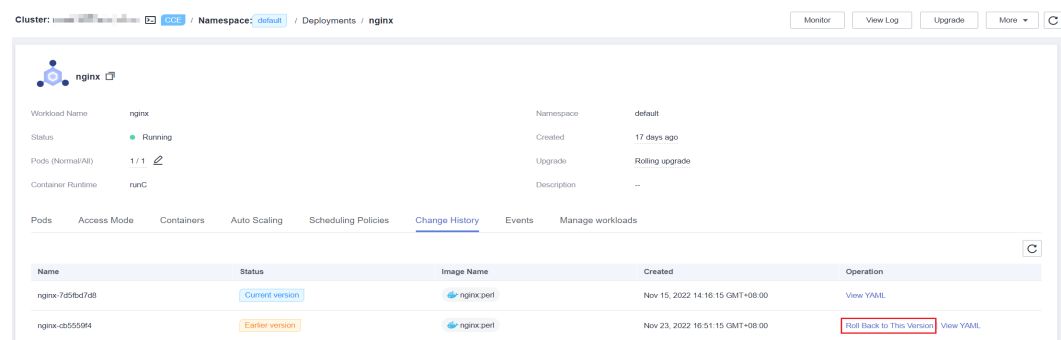 Cluster: CCE / Namespace: default / Deployments / nginx Monitor View Log Upgrade More
nginx
Workload Name nginx Namespace default
Status Running Created 17 days ago
Pods (Normal/All) 1 / 1 Upgrade Rolling upgrade
Container Runtime runC Description --
Pods Access Mode Containers Auto Scaling Scheduling Policies Change History Events Manage workloads
Name Status Image Name Created Operation
nginx-7d5fbd7d8 Current version nginx:perl Nov 15, 2022 14:16:15 GMT+08:00 View YAML
nginx-cb5559f4 Earlier version nginx:perl Nov 23, 2022 16:51:15 GMT+08:00 Roll Back to This Version View YAML